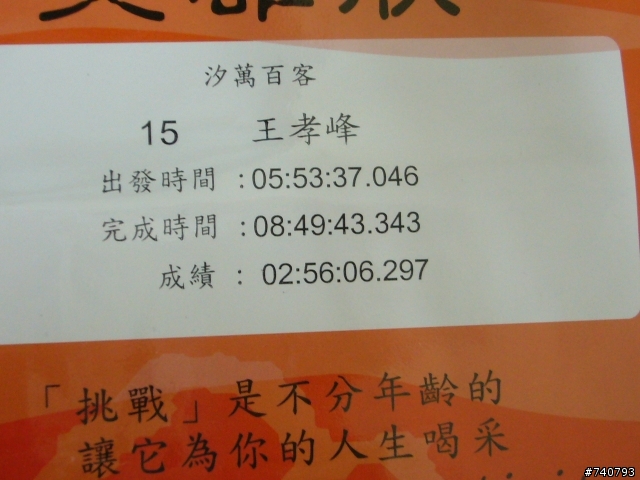 汐萬百客
15 王孝峰
出發時間 :05:53:37.046
完成時間 :08:49:43.343
成績 : 02:56:06.297
「挑戰」是不分年齡的
讓它為你的人生喝采
#740793